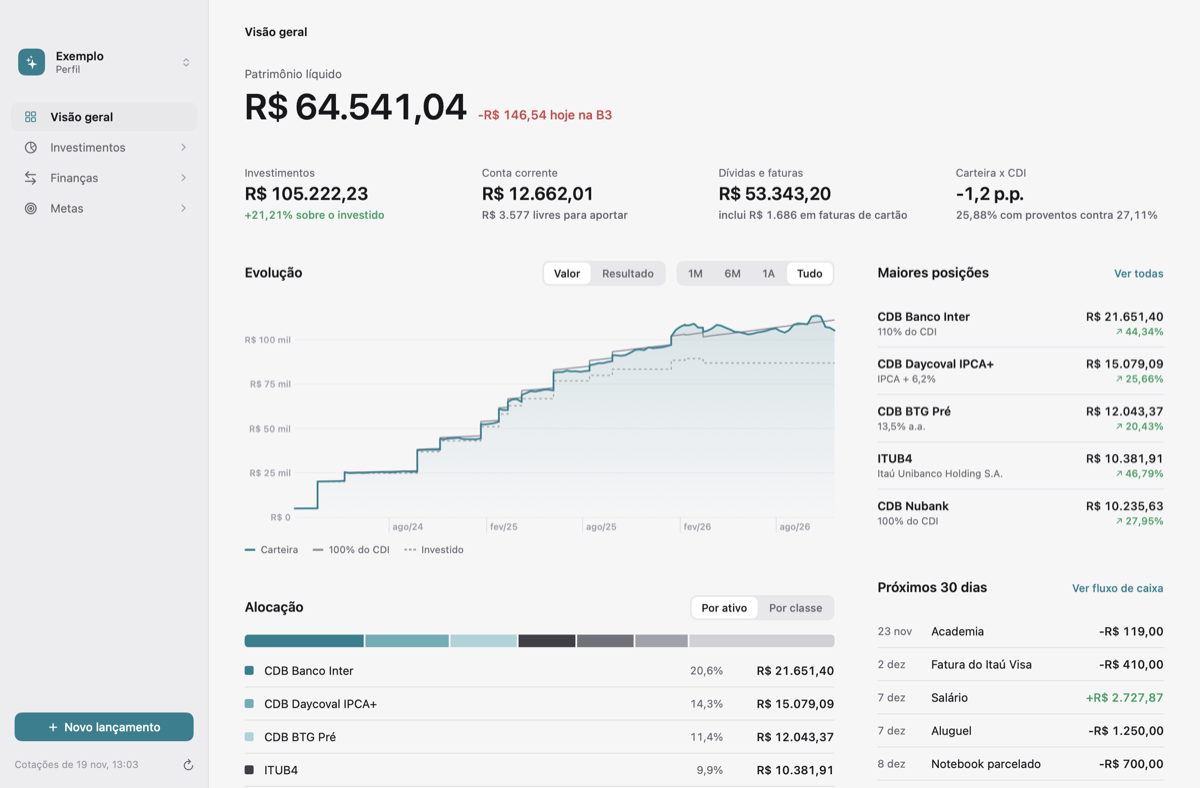 Exemplo
Perfil
Visão geral
Investimentos
Finanças
Metas
+ Novo lançamento
Cotações de 19 nov, 13:03
Visão geral
Patrimônio líquido
R$ 64.541,04 -R$ 146,54 hoje na B3
Investimentos
R$ 105.222,23
+21,21% sobre o investido
Conta corrente
R$ 12.662,01
R$ 3.577 livres para aportar
Dívidas e faturas
R$ 53.343,20
inclui R$ 1.686 em faturas de cartão
Carteira x CDI
-1,2 p.p.
25,88% com proventos contra 27,11%
Evolução
Valor Resultado 1M 6M 1A Tudo
R$ 100 mil
R$ 75 mil
R$ 50 mil
R$ 25 mil
R$ 0
ago/24 fev/25 ago/25 fev/26 ago/26
Carteira 100% do CDI Investido
Alocação
Por ativo Por classe
CDB Banco Inter 20,6% R$ 21.651,40
CDB Daycoval IPCA+ 14,3% R$ 15.079,09
CDB BTG Pré 11,4% R$ 12.043,37
ITUB4 9,9% R$ 10.381,91
Maiores posições Ver todas
CDB Banco Inter R$ 21.651,40
110% do CDI ↗ 44,34%
CDB Daycoval IPCA+ R$ 15.079,09
IPCA + 6,2% ↗ 25,66%
CDB BTG Pré R$ 12.043,37
13,5% a.a. ↗ 20,43%
ITUB4 R$ 10.381,91
Itaú Unibanco Holding S.A. ↗ 46,79%
CDB Nubank R$ 10.235,63
100% do CDI ↗ 27,95%
Próximos 30 dias Ver fluxo de caixa
23 nov Academia -R$ 119,00
2 dez Fatura do Itaú Visa -R$ 410,00
7 dez Salário +R$ 2.727,87
7 dez Aluguel -R$ 1.250,00
8 dez Notebook parcelado -R$ 700,00